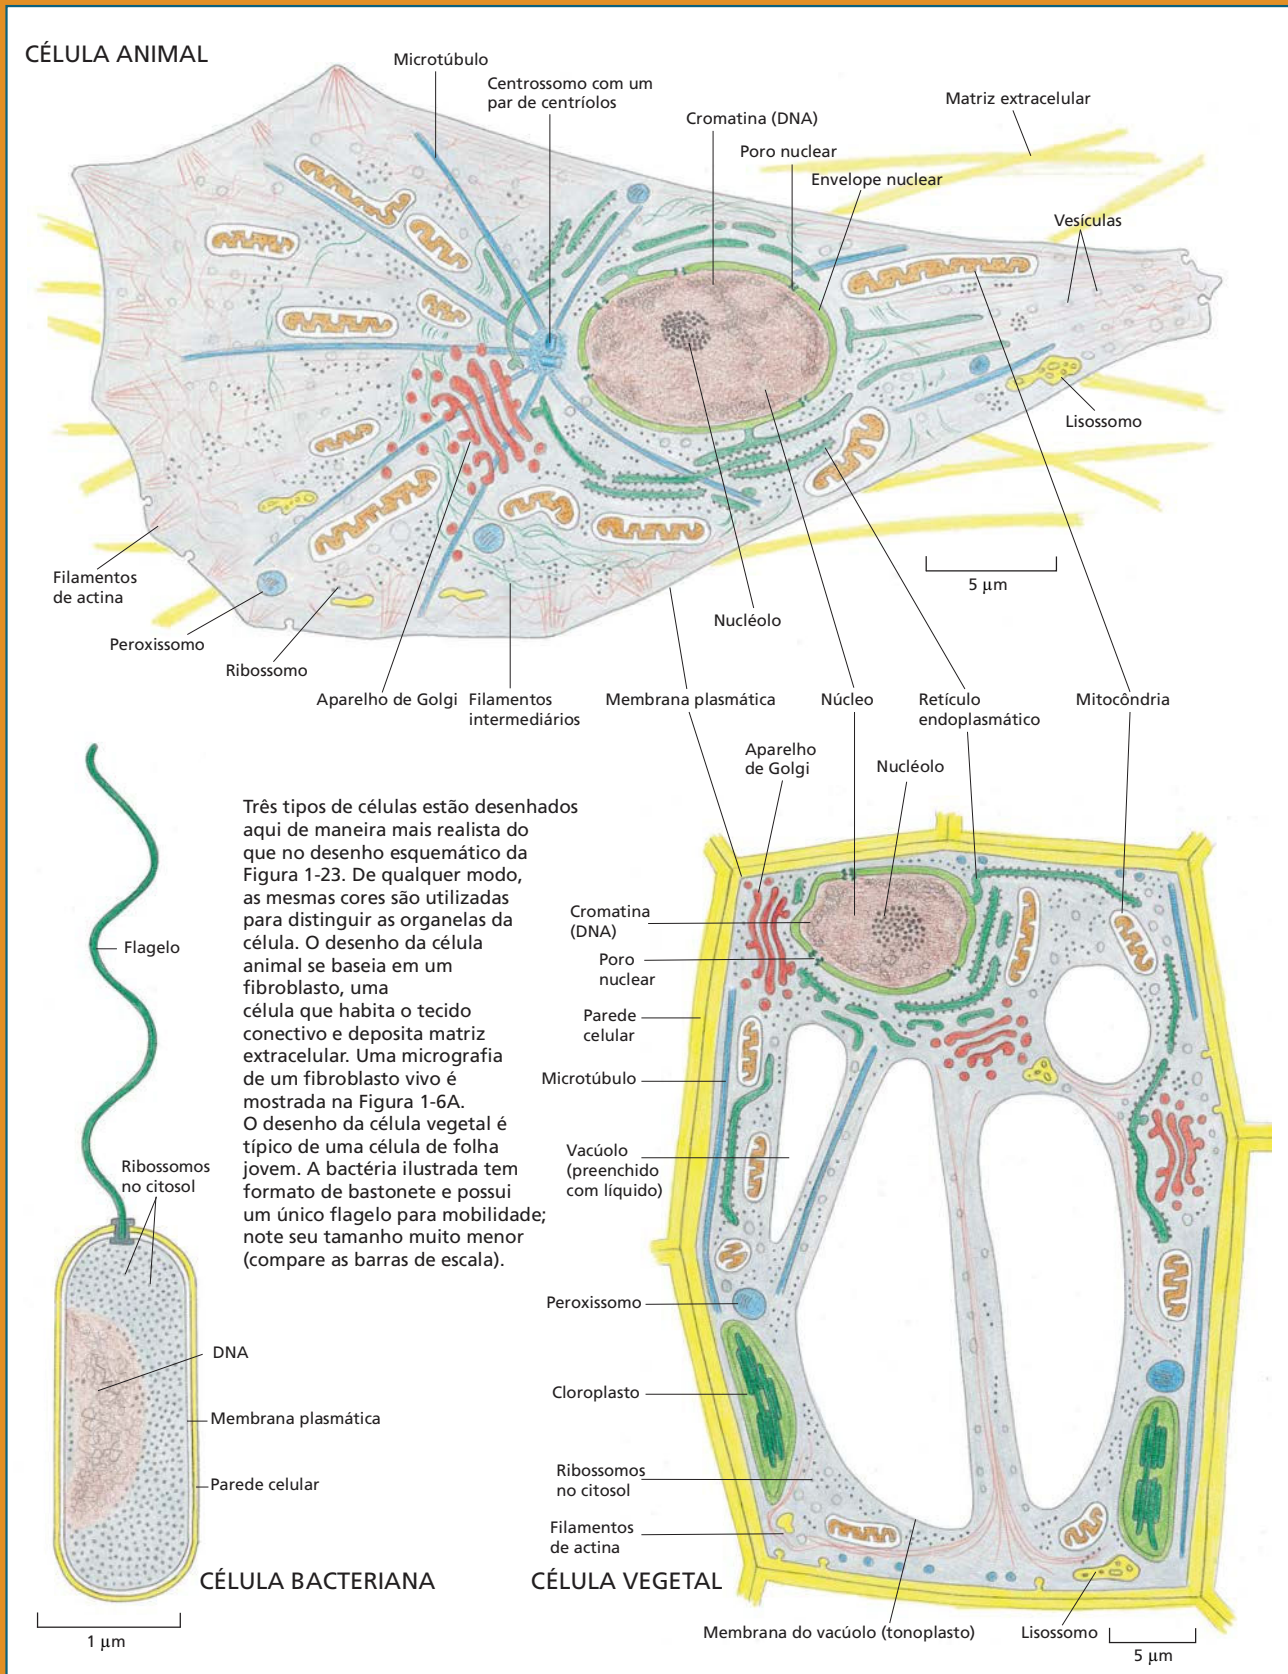 CÉLULA ANIMAL
Microtúbulo
Centrossomo com um
par de centríolos
Cromatina (DNA)
Poro nuclear
Envelope nuclear
Matriz extracelular
Vesículas
Lisossomo
5 μm
Filamentos
de actina
Peroxissomo
Ribossomo
Aparelho de Golgi
Filamentos
intermediários
Nucléolo
Membrana plasmática
Núcleo
Retículo
endoplasmático
Mitocôndria
Três tipos de células estão desenhados
aqui de maneira mais realista do
que no desenho esquemático da
Figura 1-23. De qualquer modo,
as mesmas cores são utilizadas
para distinguir as organelas da
célula. O desenho da célula
animal se baseia em um
fibroblasto, uma
célula que habita o tecido
conectivo e deposita matriz
extracelular. Uma micrografia
de um fibroblasto vivo é
mostrada na Figura 1-6A.
O desenho da célula vegetal é
típico de uma célula de folha
jovem. A bactéria ilustrada tem
formato de bastonete e possui
um único flagelo para mobilidade;
note seu tamanho muito menor
(compare as barras de escala).
Flagelo
Ribossomos
no citosol
DNA
Membrana plasmática
Parede celular
CÉLULA BACTERIANA
1 μm
Aparelho
de Golgi
Nucléolo
Cromatina
(DNA)
Poro
nuclear
Parede
celular
Microtúbulo
Vacúolo
(preenchido
com líquido)
Peroxissomo
Cloroplasto
Ribossomos
no citosol
Filamentos
de actina
CÉLULA VEGETAL
Membrana do vacúolo (tonoplasto)
Lisossomo
5 μm